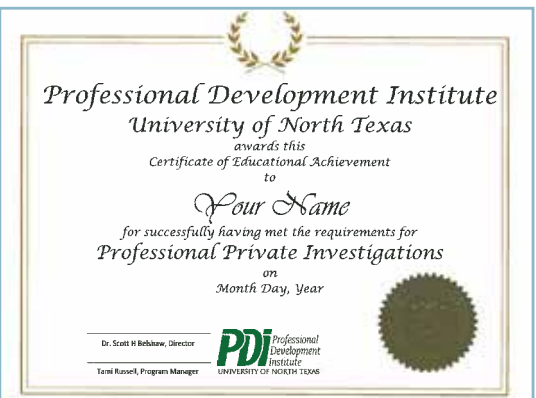 Professional Development Institute
University of North Texas
awards this
Certificate of Educational Achievement
to
Your Name
for successfully having met the requirements for
Professional Private Investigations
on
Month Day, Year
Dr. Scott H Belshaw, Director
Tami Russell, Program Manager
PDi Professional
Development
Institute
UNIVERSITY OF NORTH TEXAS